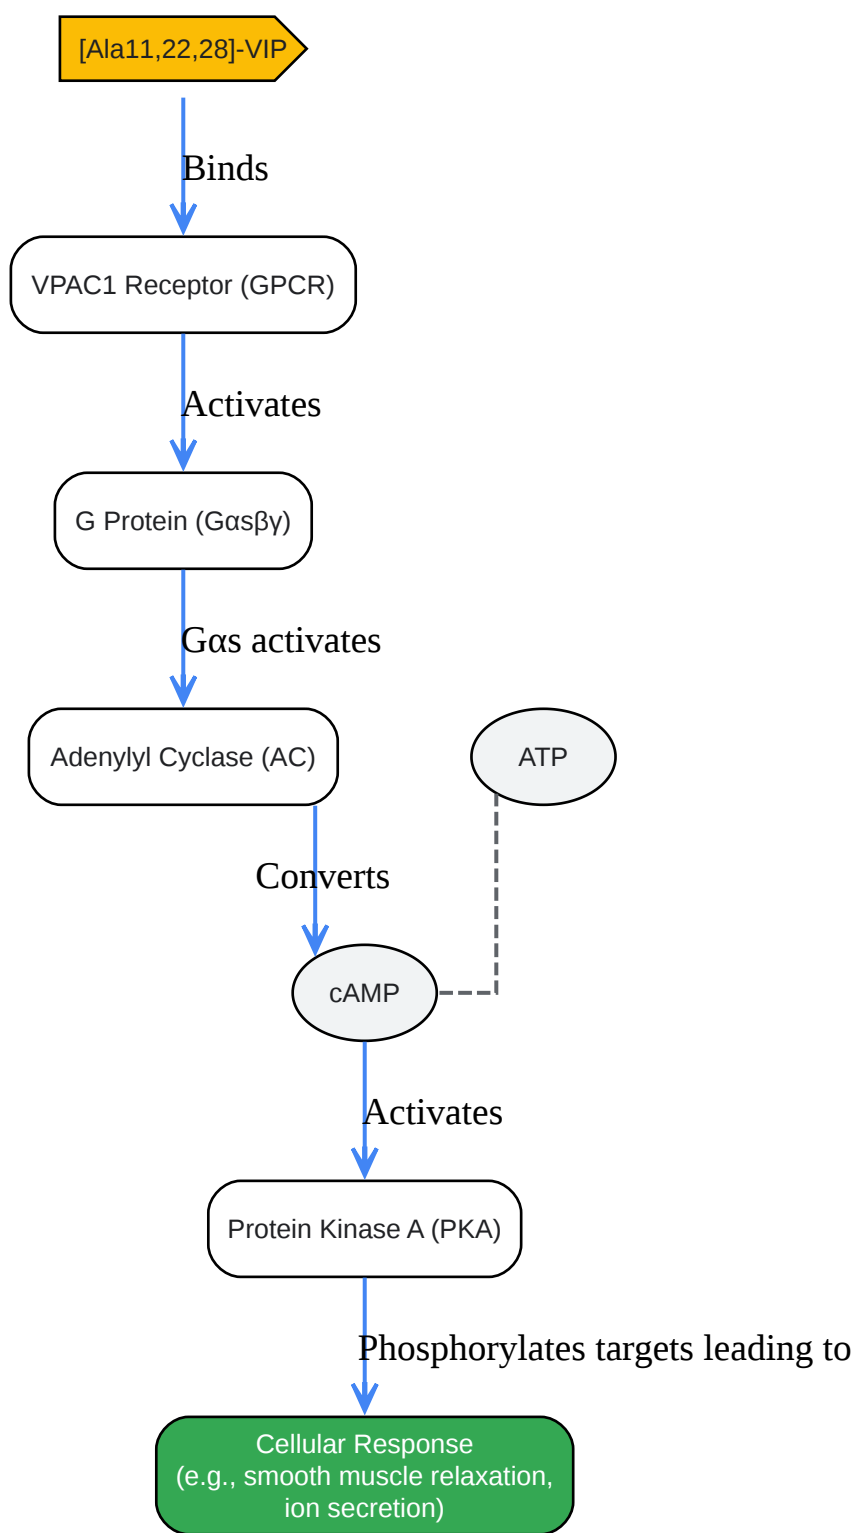 [Ala11,22,28]-VIP
Binds
VPAC1 Receptor (GPCR)
Activates
G Protein (Gαsβγ)
Gαs activates
Adenylyl Cyclase (AC)
ATP
Converts
cAMP
Activates
Protein Kinase A (PKA)
Phosphorylates targets leading to
Cellular Response
(e.g., smooth muscle relaxation,
ion secretion)